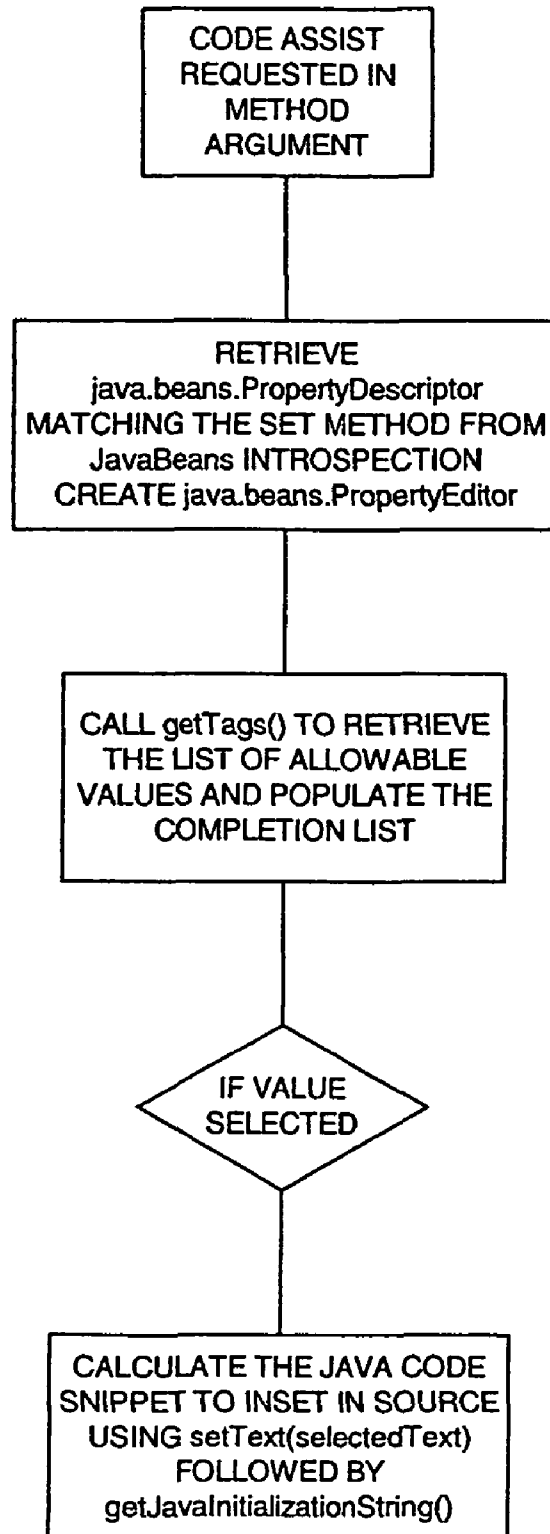 CODE ASSIST
REQUESTED IN
METHOD
ARGUMENT
RETRIEVE
java.beans.PropertyDescriptor
MATCHING THE SET METHOD FROM
JavaBeans INTROSPECTION
CREATE java.beans.PropertyEditor
CALL getTags() TO RETRIEVE
THE LIST OF ALLOWABLE
VALUES AND POPULATE THE
COMPLETION LIST
IF VALUE
SELECTED
CALCULATE THE JAVA CODE
SNIPPET TO INSET IN SOURCE
USING setText(selectedText)
FOLLOWED BY
getJavaInitializationString()